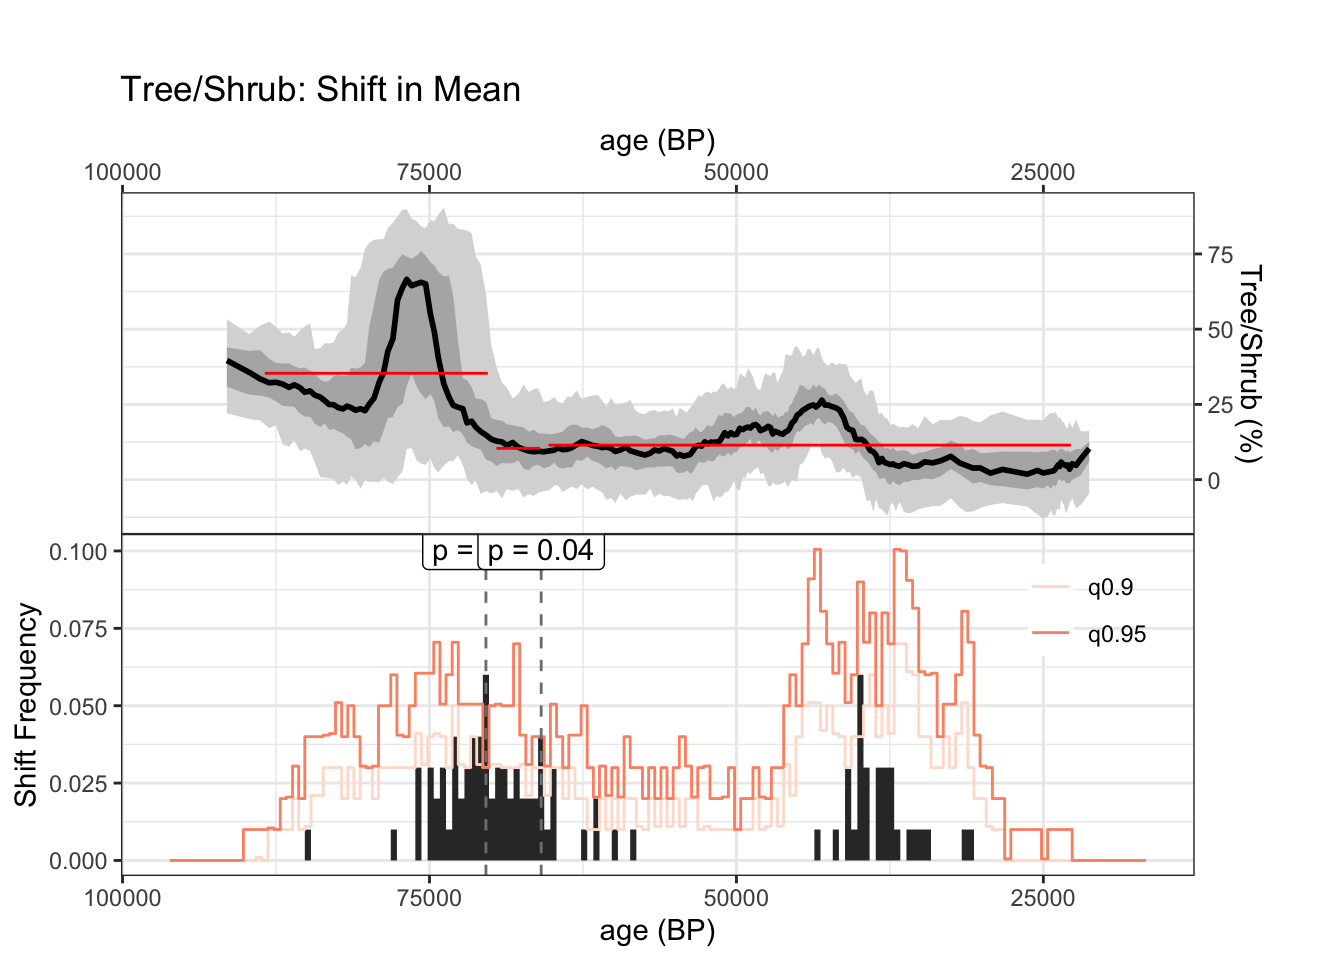 Tree/Shrub: Shift in Mean
age (BP)
100000 75000 50000 25000
75
50
25
0
Tree/Shrub (%)
p = p = 0.04
0.100
0.075
0.050
0.025
0.000
Shift Frequency
q0.9
q0.95
100000 75000 50000 25000
age (BP)